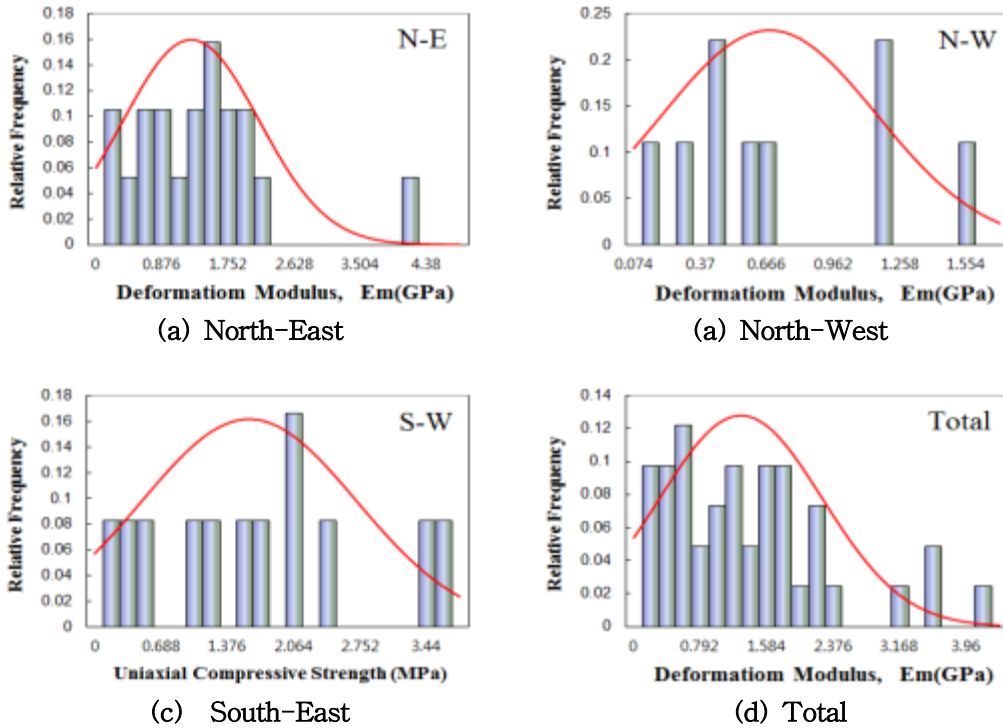 N-E
Relative Frequency
0.18
0.16
0.14
0.12
0.1
0.08
0.06
0.04
0.02
0
0 0.876 1.752 2.628 3.504 4.38
Deformatiom Modulus, Em(GPa)
(a) North-East
N-W
Relative Frequency
0.25
0.2
0.15
0.1
0.05
0
0.074 0.37 0.666 0.962 1.258 1.554
Deformatiom Modulus, Em(GPa)
(a) North-West
S-W
Relative Frequency
0.18
0.16
0.14
0.12
0.1
0.08
0.06
0.04
0.02
0
0 0.688 1.376 2.064 2.752 3.44
Uniaxial Compressive Strength (MPa)
(c) South-East
Total
Relative Frequency
0.14
0.12
0.1
0.08
0.06
0.04
0.02
0
0 0.792 1.584 2.376 3.168 3.96
Deformatiom Modulus, Em(GPa)
(d) Total